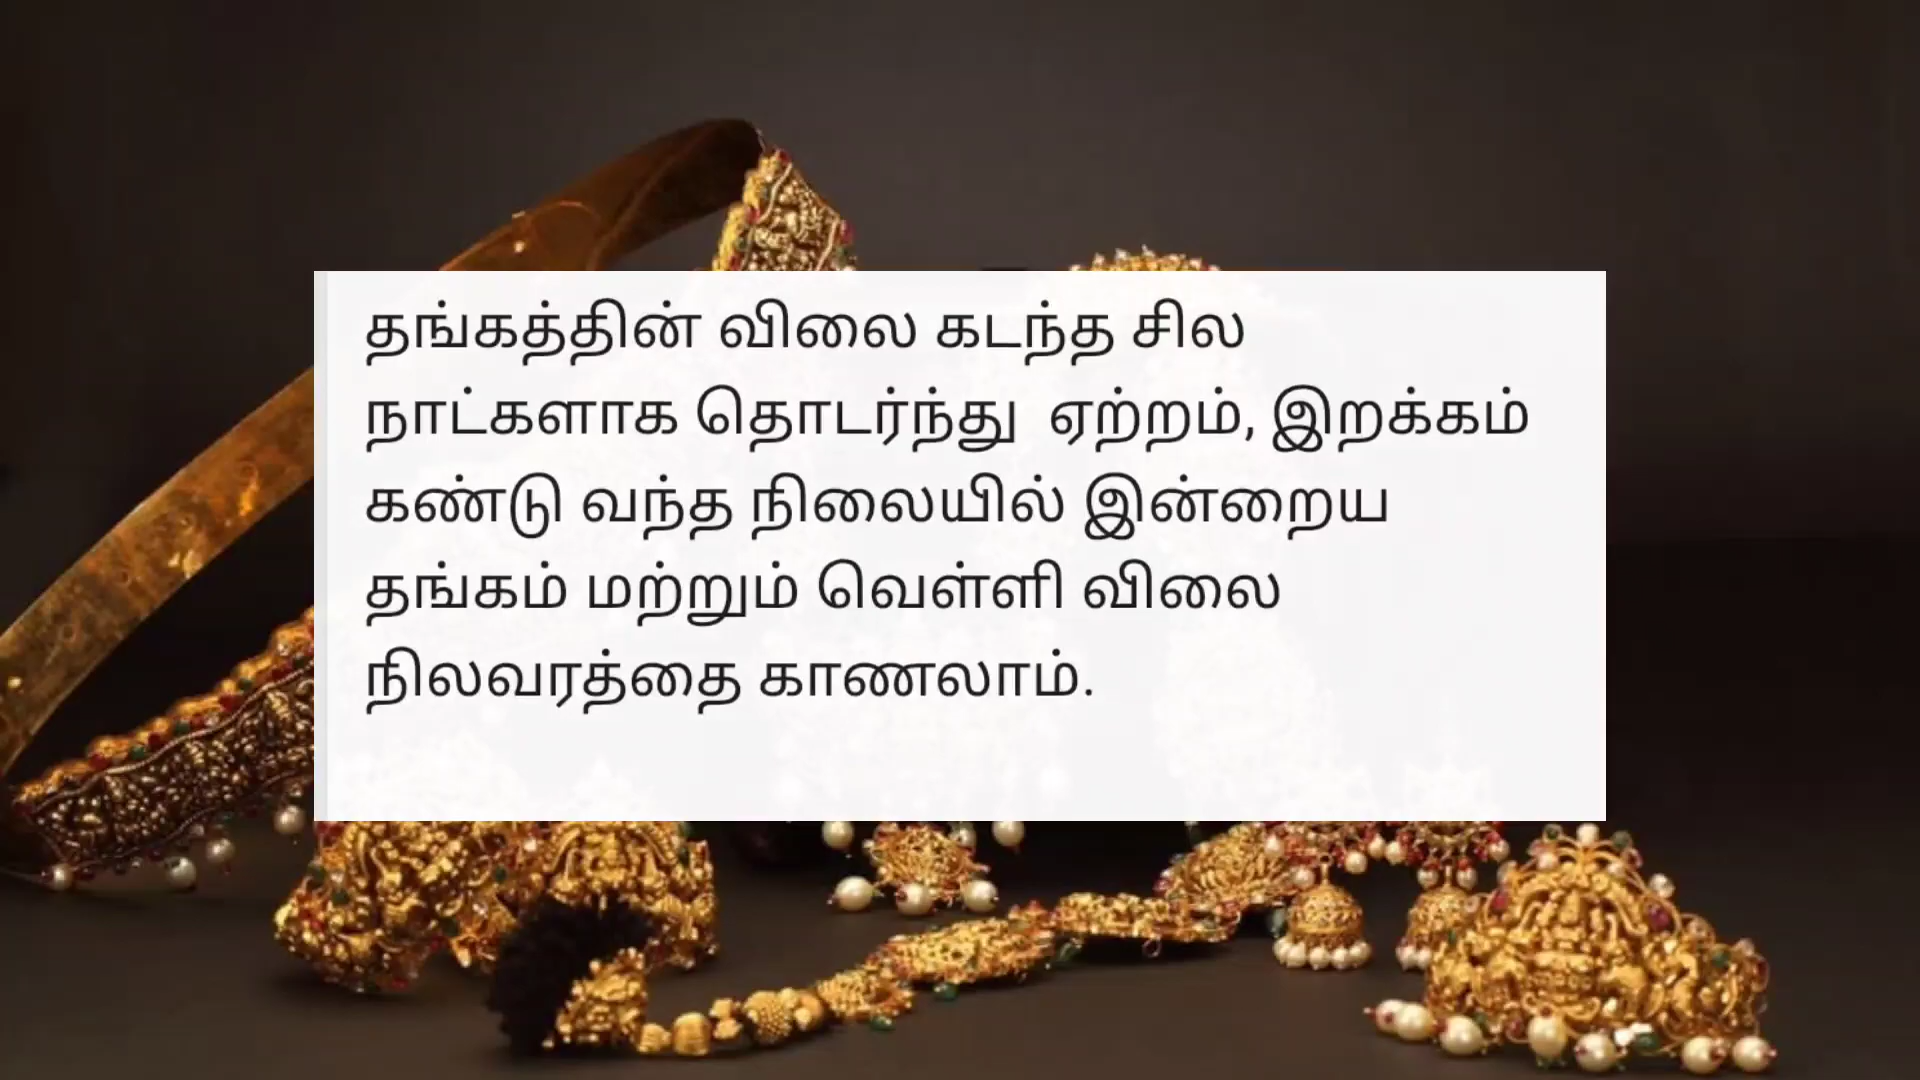 தங்கத்தின் விலை கடந்த சில
நாட்களாக தொடர்ந்து  ஏற்றம், இறக்கம்
கண்டு வந்த நிலையில் இன்றைய
தங்கம் மற்றும் வெள்ளி விலை
நிலவரத்தை காணலாம்.